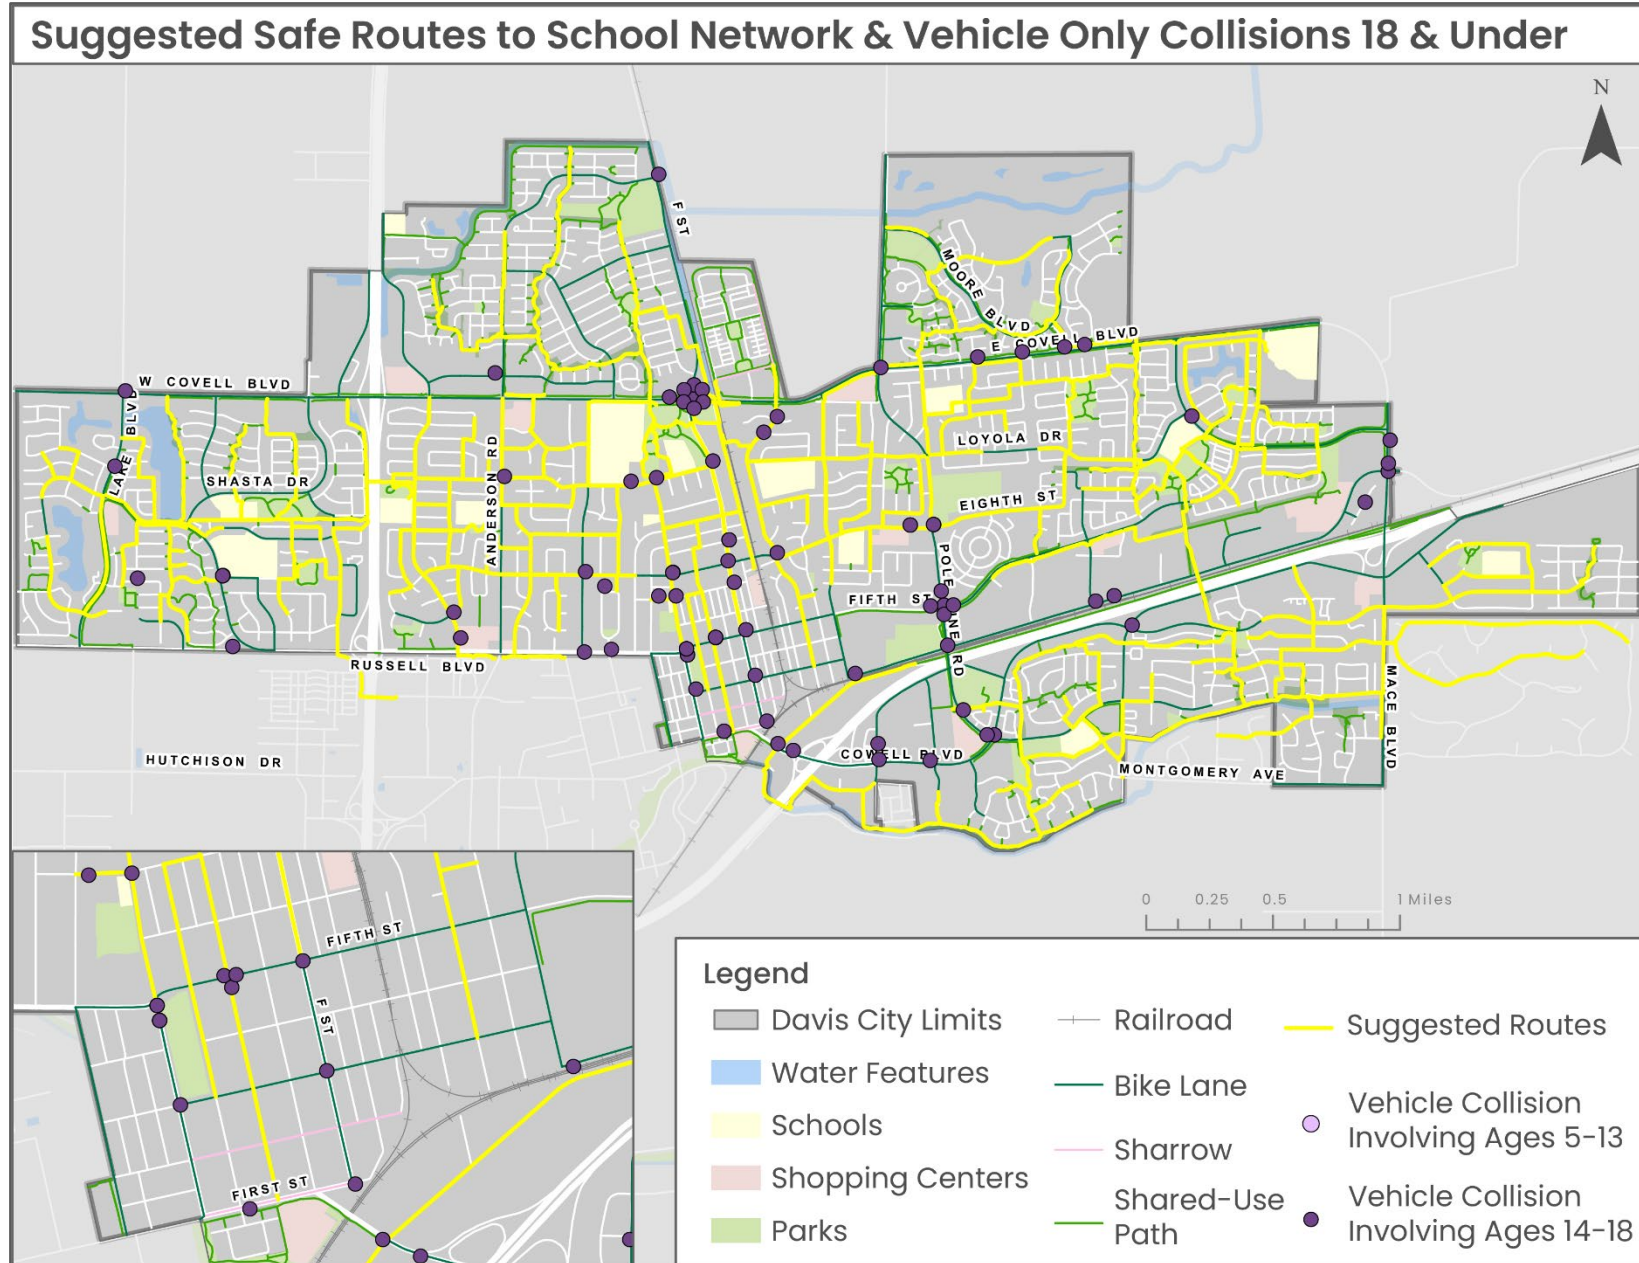 Suggested Safe Routes to School Network & Vehicle Only Collisions 18 & Under
N
F ST
MOORE BLVD
E COVELL BLVD
W COVELL BLVD
LAKE BLVD
ANDERSON RD
LOYOLA DR
SHASTA DR
EIGHTH ST
POLE LINE RD
FIFTH ST
RUSSELL BLVD
MACE BLVD
COWELL BLVD
HUTCHISON DR
MONTGOMERY AVE
0 0.25 0.5 1 Miles
FIFTH ST
F ST
FIRST ST
Legend
Davis City Limits
Water Features
Schools
Shopping Centers
Parks
Railroad
Bike Lane
Sharrow
Shared-Use
Path
Suggested Routes
Vehicle Collision
Involving Ages 5-13
Vehicle Collision
Involving Ages 14-18